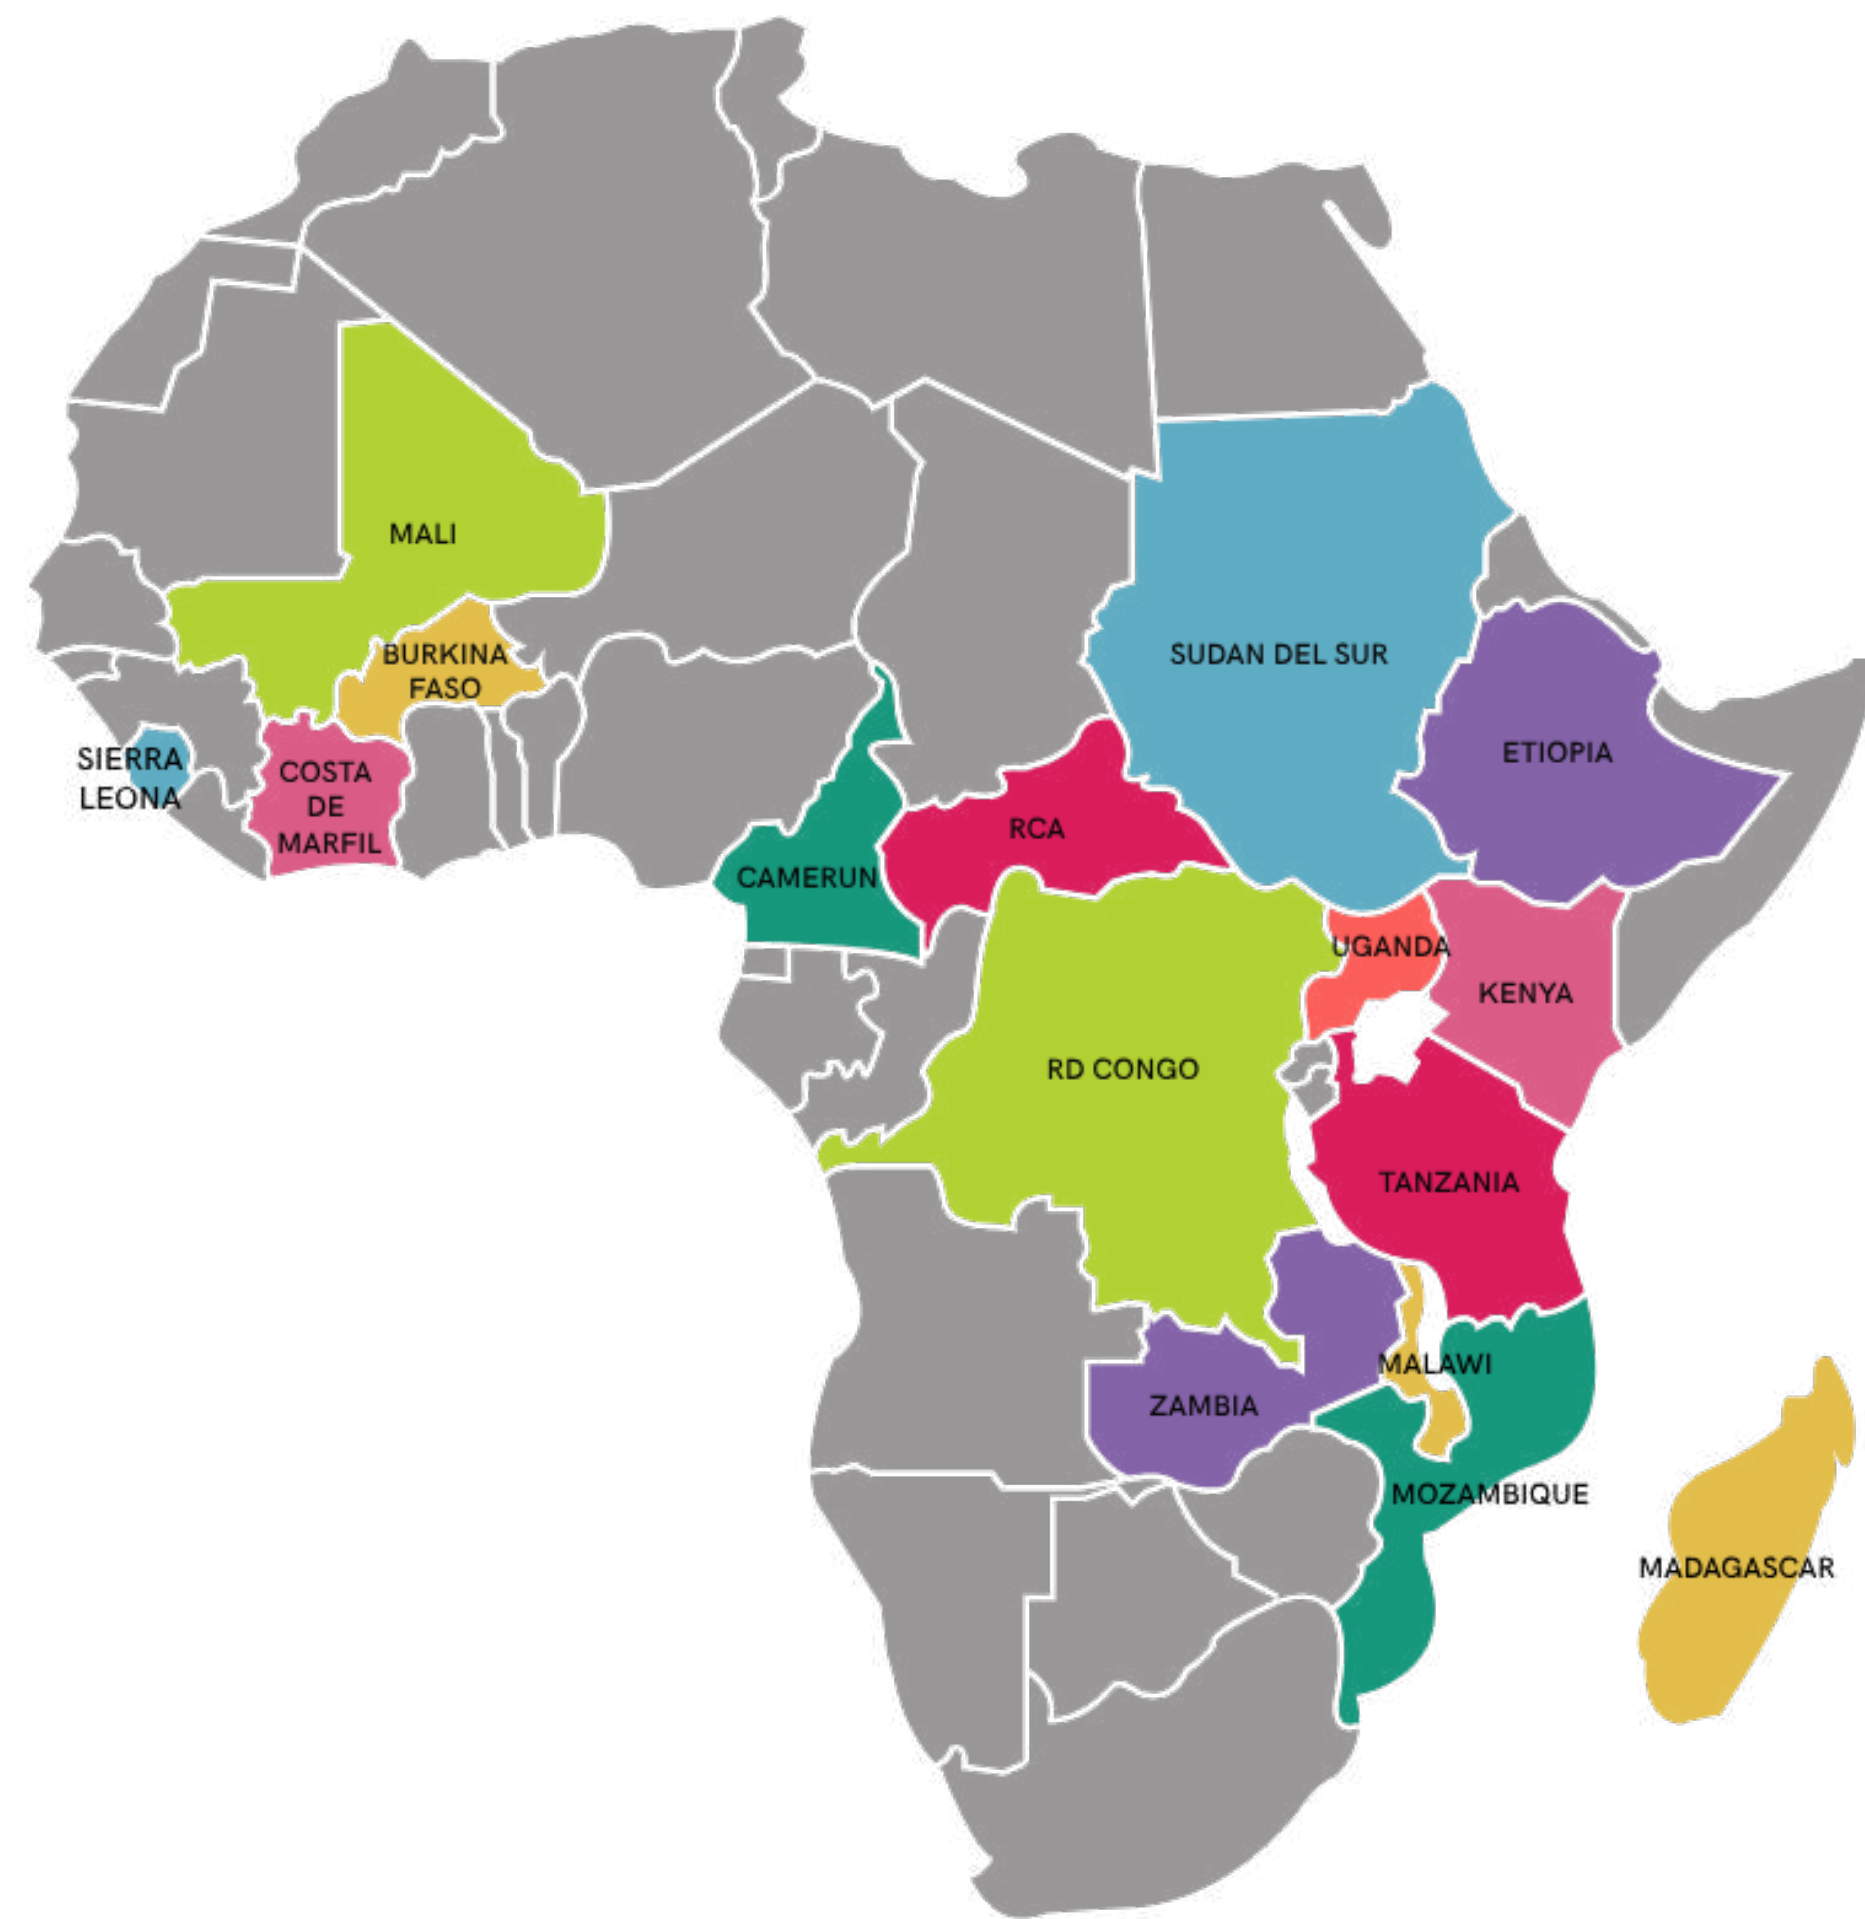 MALI
BURKINA
FASO
SUDAN DEL SUR
SIERRA
LEONA
COSTA
DE
MARFIL
ETIOPIA
RCA
CAMERUN
UGANDA
KENYA
RD CONGO
TANZANIA
MALAWI
ZAMBIA
MOZAMBIQUE
MADAGASCAR